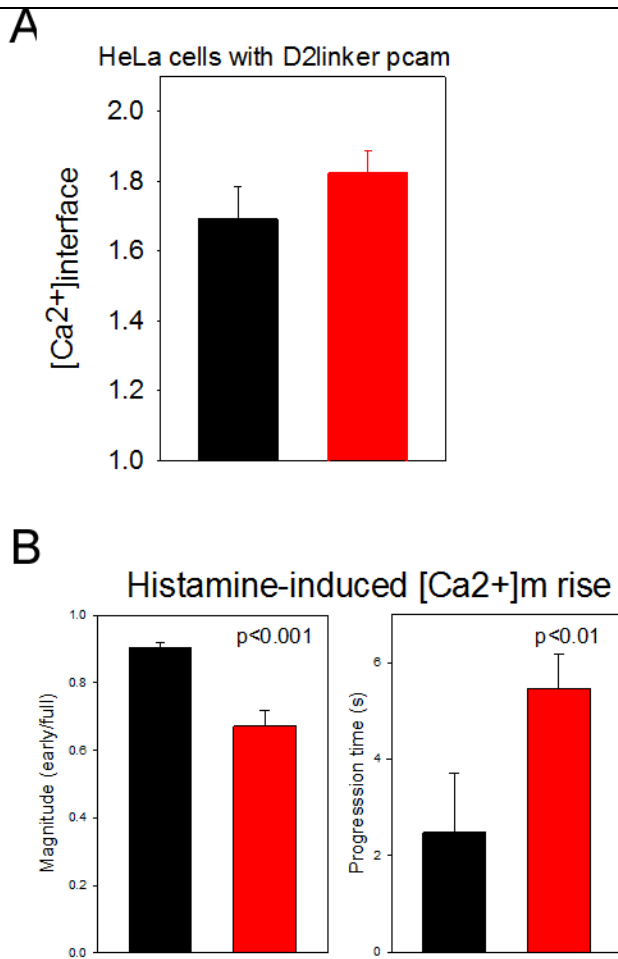 A
HeLa cells with D2linker pcam
[Ca2+]interface
2.0
1.8
1.6
1.4
1.2
1.0
B
Histamine-induced [Ca2+]m rise
Magnitude (early/full)
1.0
0.8
0.6
0.4
0.2
0.0
p<0.001
Progresssion time (s)
6
4
2
0
p<0.01